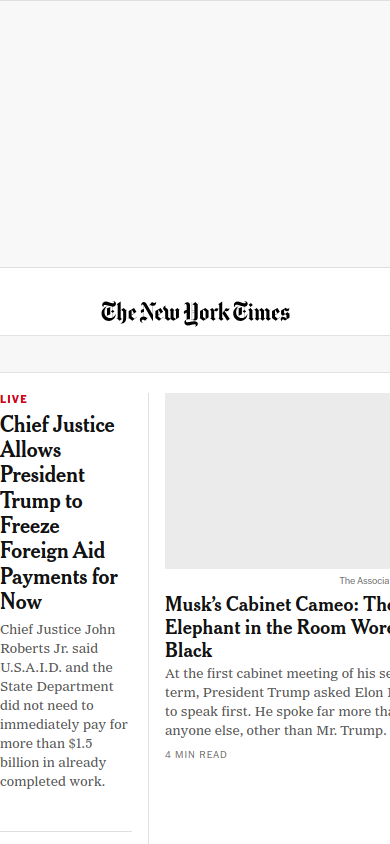 The New York Times
LIVE
Chief Justice
Allows
President
Trump to
Freeze
Foreign Aid
Payments for
Now
Chief Justice John
Roberts Jr. said
U.S.A.I.D. and the
State Department
did not need to
immediately pay for
more than $1.5
billion in already
completed work.
The Associa
Musk’s Cabinet Cameo: The
Elephant in the Room Wore
Black
At the first cabinet meeting of his se
term, President Trump asked Elon
to speak first. He spoke far more tha
anyone else, other than Mr. Trump.
4 MIN READ